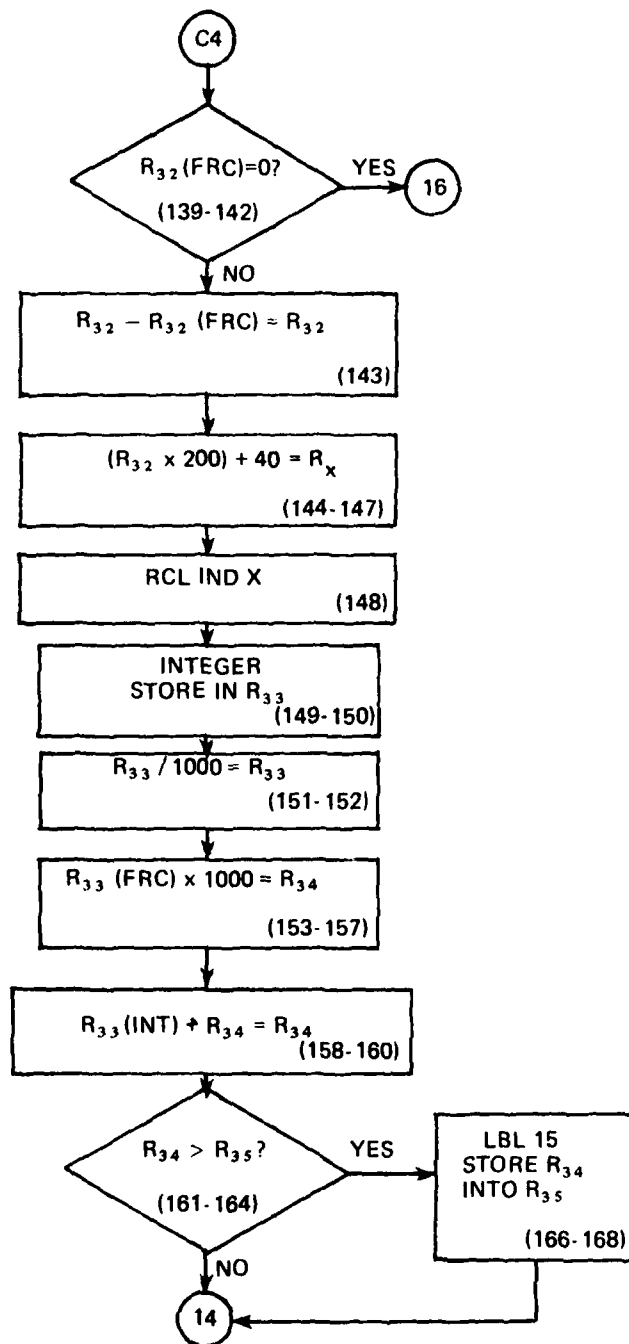 C4
R₃₂(FRC)=0?
(139-142)
YES
16
NO
R₃₂ − R₃₂ (FRC) = R₃₂
(143)
(R₃₂ x 200) + 40 = Rₓ
(144-147)
RCL IND X
(148)
INTEGER
STORE IN R₃₃
(149-150)
R₃₃ / 1000 = R₃₃
(151-152)
R₃₃ (FRC) x 1000 = R₃₄
(153-157)
R₃₃(INT) + R₃₄ = R₃₄
(158-160)
R₃₄ > R₃₅?
(161-164)
YES
LBL 15
STORE R₃₄
INTO R₃₅
(166-168)
NO
14